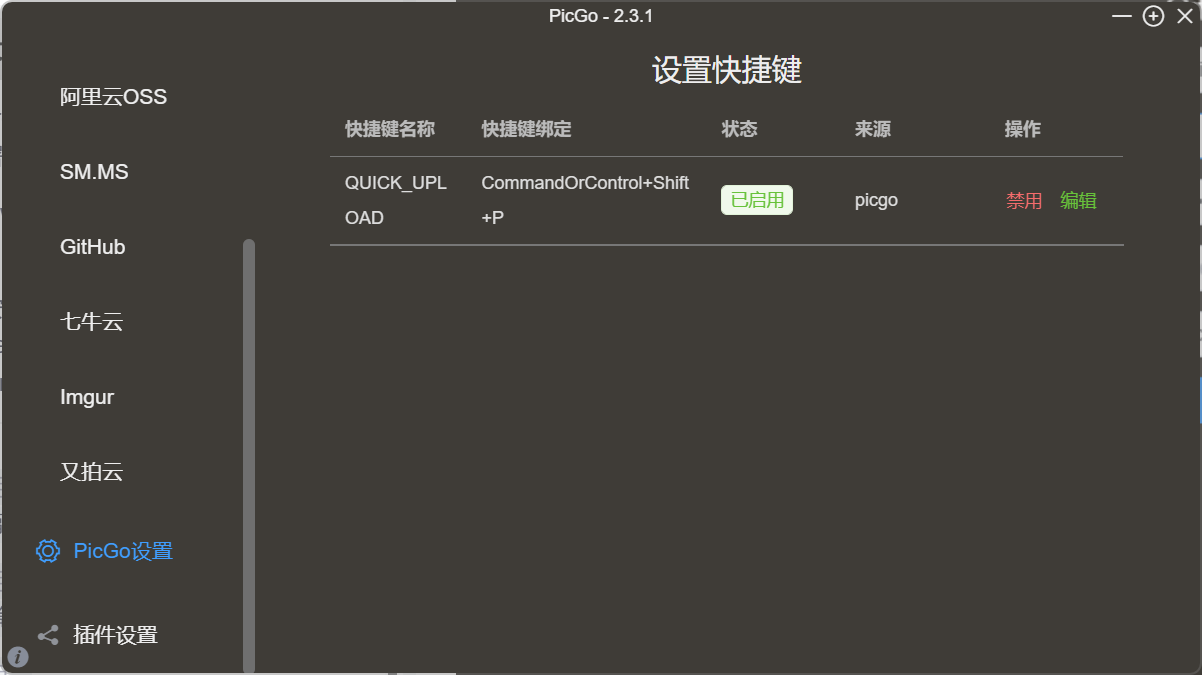 PicGo - 2.3.1
阿里云OSS
SM.MS
GitHub
七牛云
Imgur
又拍云
PicGo设置
插件设置
设置快捷键
快捷键名称 快捷键绑定 状态 来源 操作
QUICK_UPL
OAD
CommandOrControl+Shift
+P
已启用
picgo
禁用 编辑